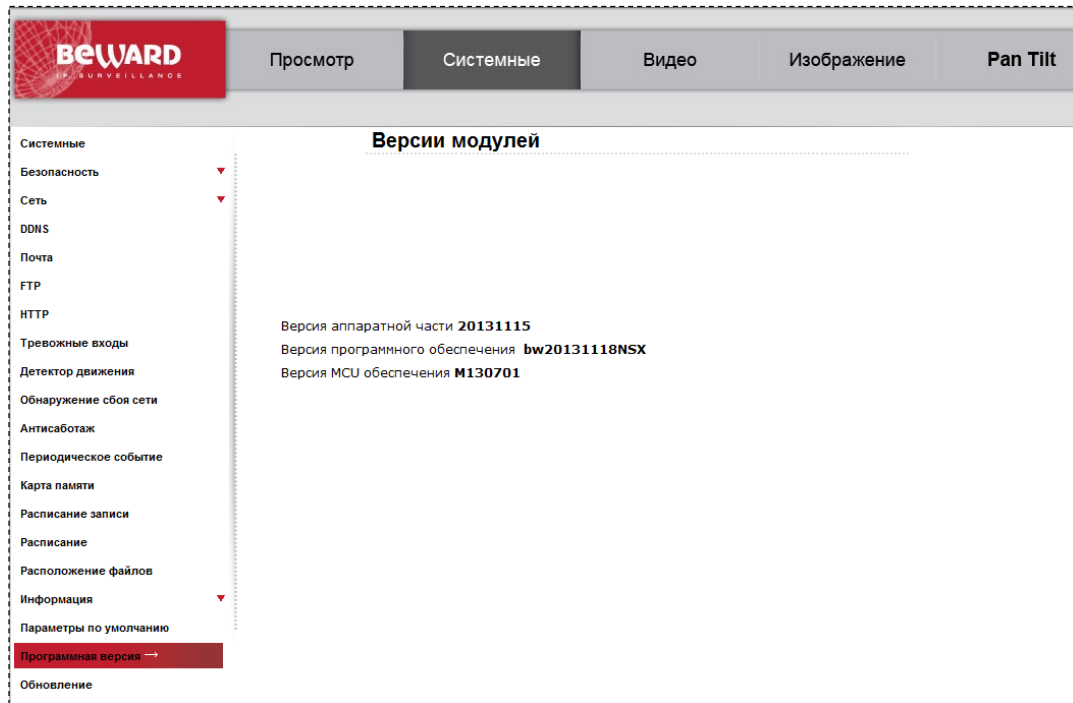 BEWARD
IP SURVEILLANCE
Просмотр
Системные
Видео
Изображение
Pan Tilt
Версии модулей
Системные
Безопасность
Сеть
DDNS
Почта
FTP
HTTP
Тревожные входы
Детектор движения
Обнаружение сбоя сети
Антисаботаж
Периодическое событие
Карта памяти
Расписание записи
Расписание
Расположение файлов
Информация
Параметры по умолчанию
Программная версия →
Обновление
Версия аппаратной части 20131115
Версия программного обеспечения bw20131118NSX
Версия MCU обеспечения M130701